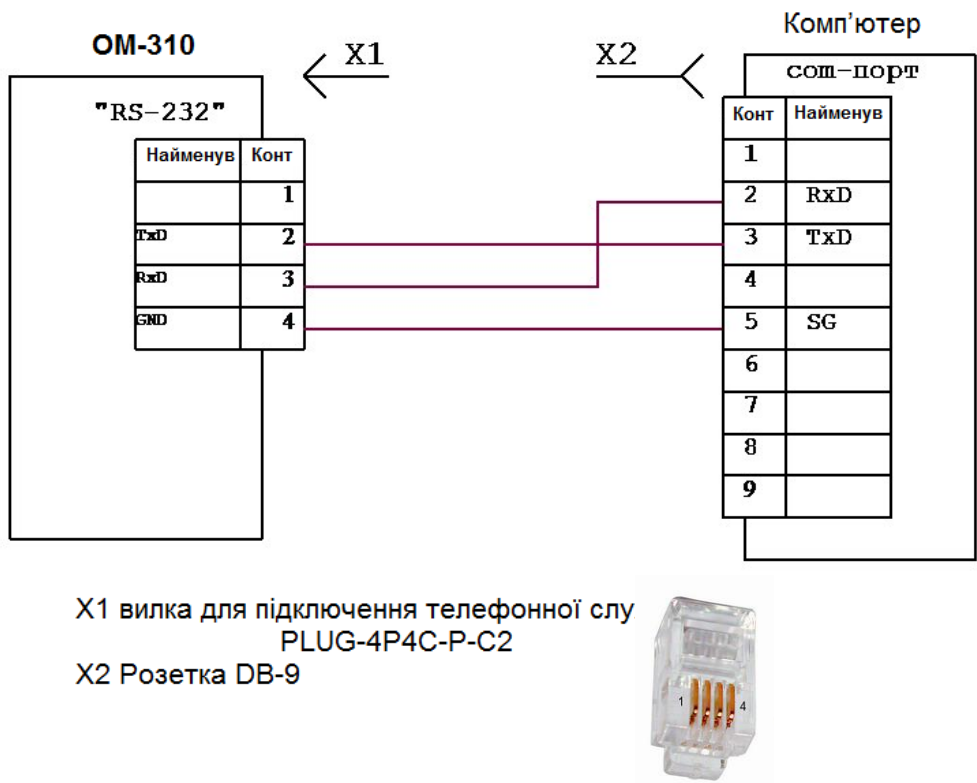 Комп’ютер
ОМ-310
X1
X2
com-порт
"RS-232"
Найменув Конт
1
TxD 2
RxD 3
GND 4
Конт Найменув
1
2 RxD
3 TxD
4
5 SG
6
7
8
9
X1 вилка для підключення телефонної слу
PLUG-4P4C-P-C2
X2 Розетка DB-9
1 4